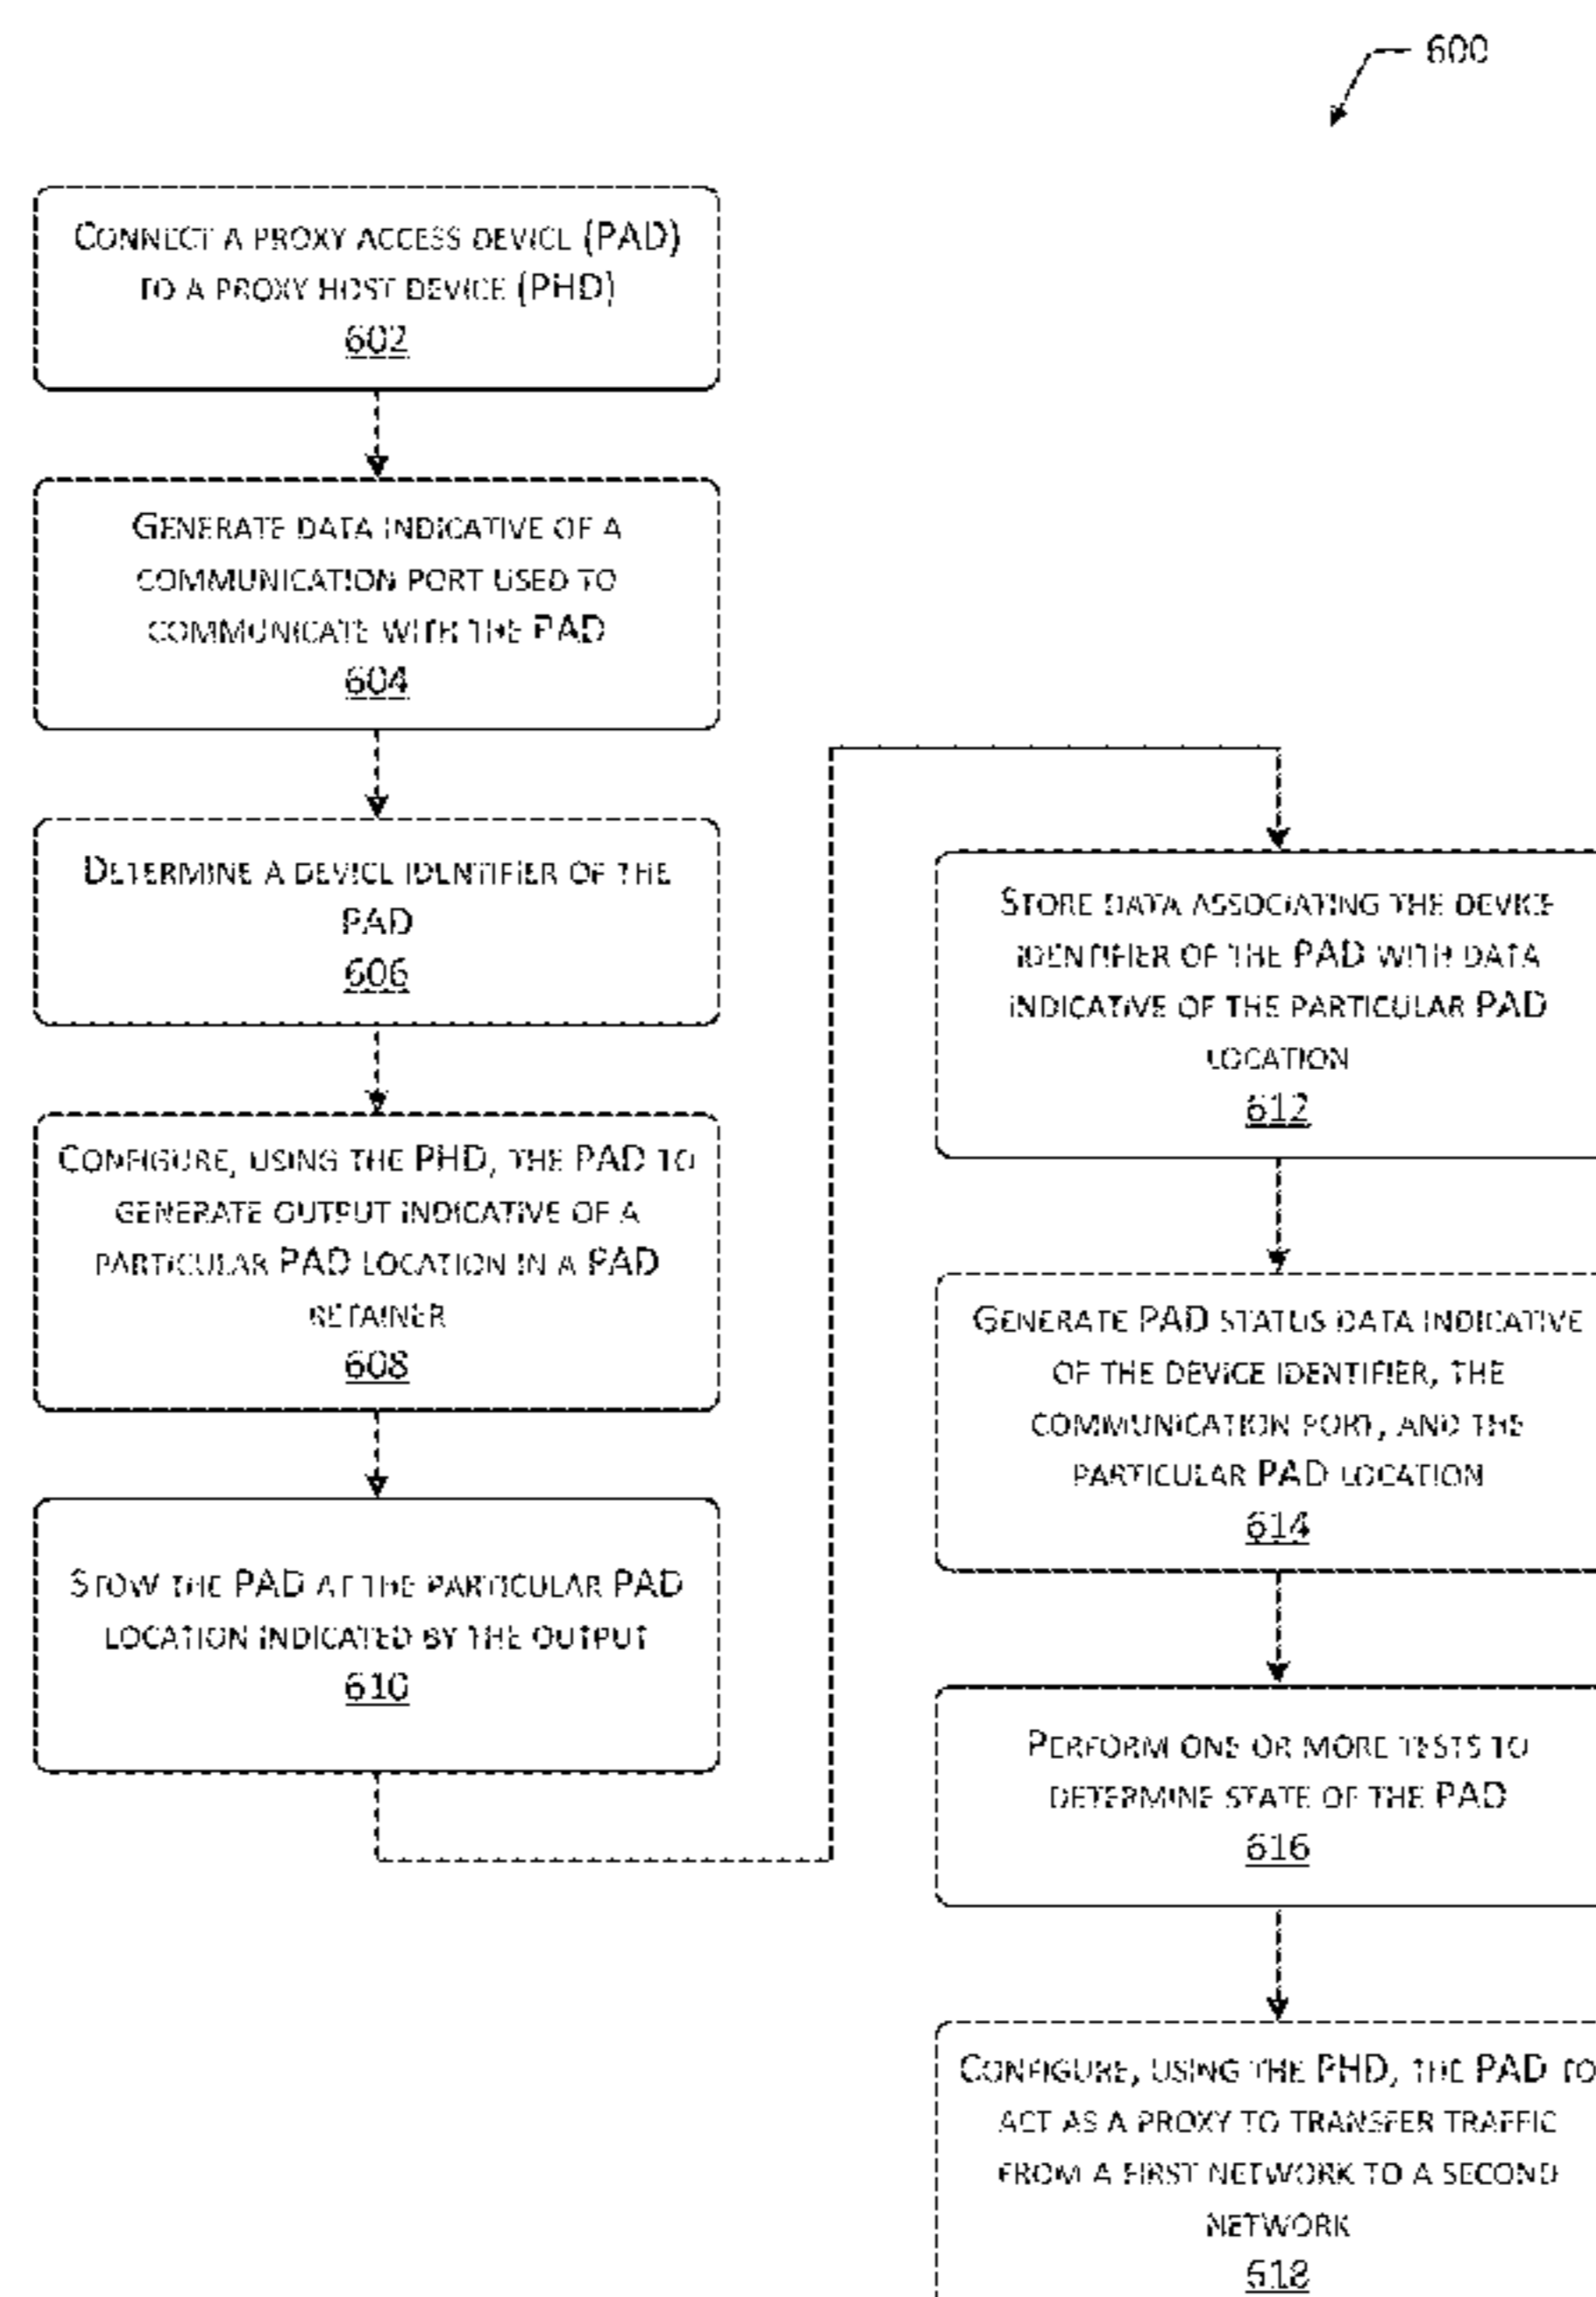 600
CONNECT A PROXY ACCESS DEVICE (PAD)
TO A PROXY HOST DEVICE (PHD)
602
GENERATE DATA INDICATIVE OF A
COMMUNICATION PORT USED TO
COMMUNICATE WITH THE PAD
604
DETERMINE A DEVICE IDENTIFIER OF THE
PAD
606
CONFIGURE, USING THE PHD, THE PAD TO
GENERATE OUTPUT INDICATIVE OF A
PARTICULAR PAD LOCATION IN A PAD
RETAINER
608
STOW THE PAD AT THE PARTICULAR PAD
LOCATION INDICATED BY THE OUTPUT
610
STORE DATA ASSOCIATING THE DEVICE
IDENTIFIER OF THE PAD WITH DATA
INDICATIVE OF THE PARTICULAR PAD
LOCATION
612
GENERATE PAD STATUS DATA INDICATIVE
OF THE DEVICE IDENTIFIER, THE
COMMUNICATION PORT, AND THE
PARTICULAR PAD LOCATION
614
PERFORM ONE OR MORE TESTS TO
DETERMINE STATE OF THE PAD
616
CONFIGURE, USING THE PHD, THE PAD TO
ACT AS A PROXY TO TRANSFER TRAFFIC
FROM A FIRST NETWORK TO A SECOND
NETWORK
618